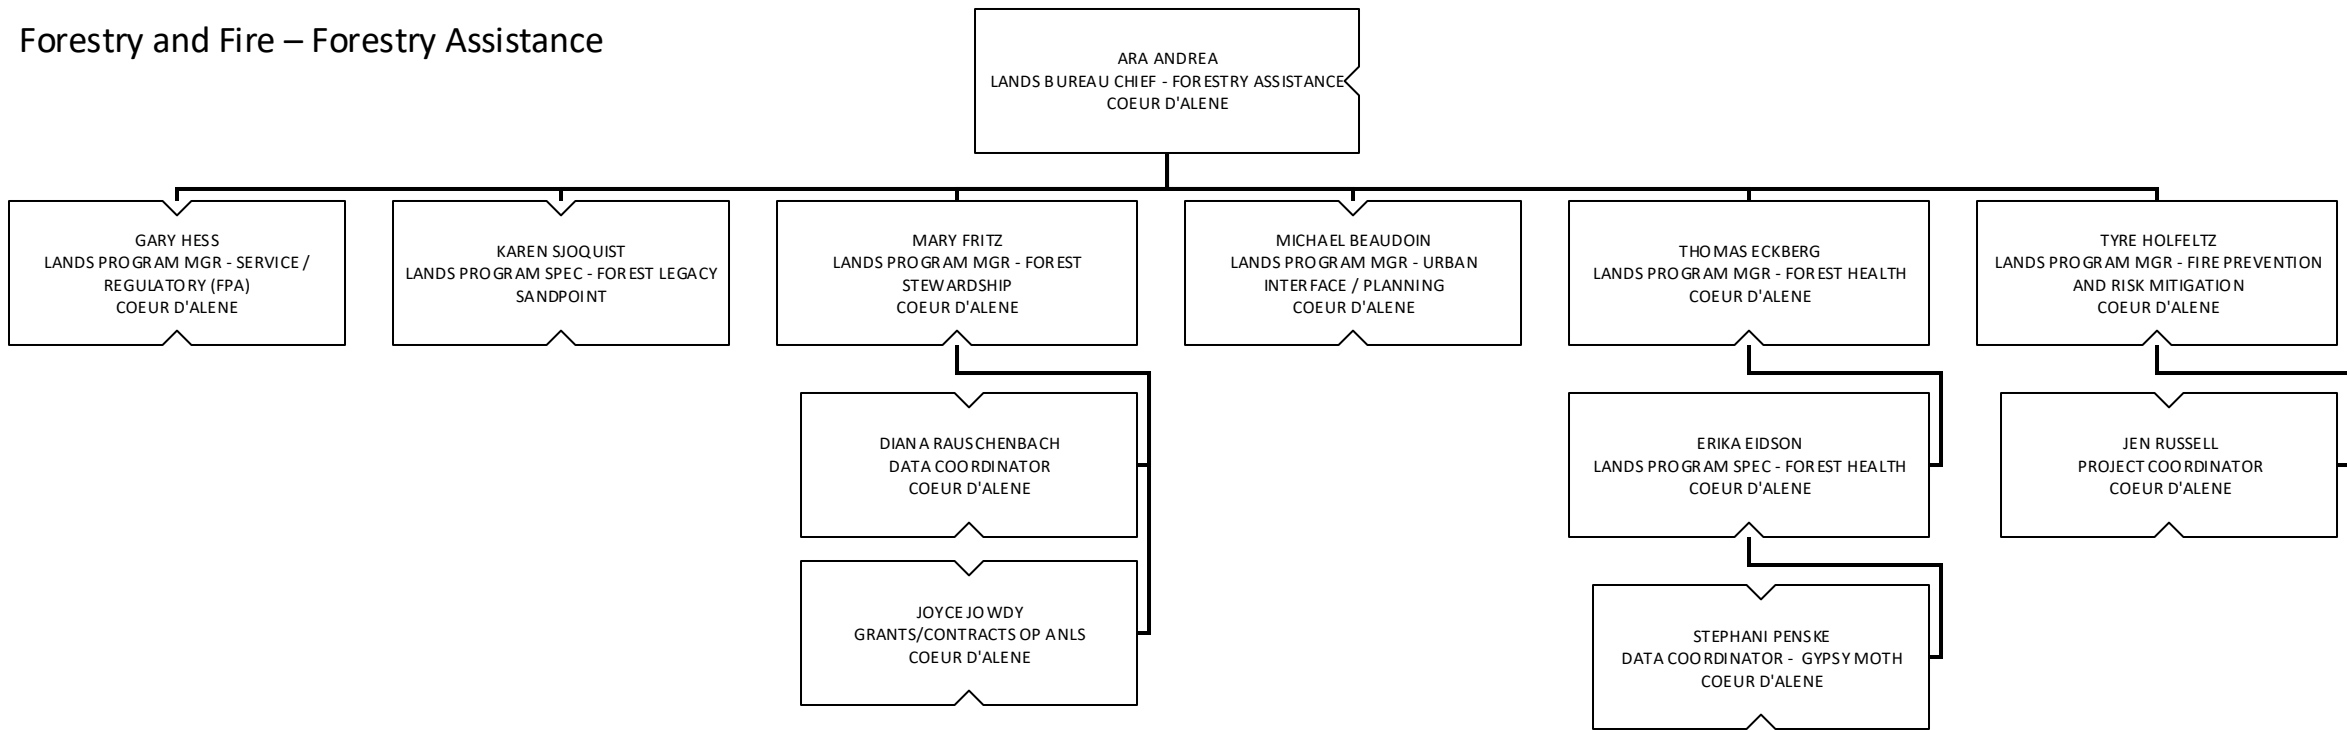 Forestry and Fire – Forestry Assistance
ARA ANDREA
LANDS BUREAU CHIEF - FORESTRY ASSISTANCE
COEUR D'ALENE
GARY HESS
LANDS PROGRAM MGR - SERVICE /
REGULATORY (FPA)
COEUR D'ALENE
KAREN SJOQUIST
LANDS PROGRAM SPEC - FOREST LEGACY
SANDPOINT
MARY FRITZ
LANDS PROGRAM MGR - FOREST
STEWARDSHIP
COEUR D'ALENE
MICHAEL BEAUDOIN
LANDS PROGRAM MGR - URBAN
INTERFACE / PLANNING
COEUR D'ALENE
THOMAS ECKBERG
LANDS PROGRAM MGR - FOREST HEALTH
COEUR D'ALENE
TYRE HOLFELTZ
LANDS PROGRAM MGR - FIRE PREVENTION
AND RISK MITIGATION
COEUR D'ALENE
DIANA RAUSCHENBACH
DATA COORDINATOR
COEUR D'ALENE
ERIKA EIDSON
LANDS PROGRAM SPEC - FOREST HEALTH
COEUR D'ALENE
JEN RUSSELL
PROJECT COORDINATOR
COEUR D'ALENE
JOYCE JOWDY
GRANTS/CONTRACTS OP ANLS
COEUR D'ALENE
STEPHANI PENSKE
DATA COORDINATOR - GYPSY MOTH
COEUR D'ALENE